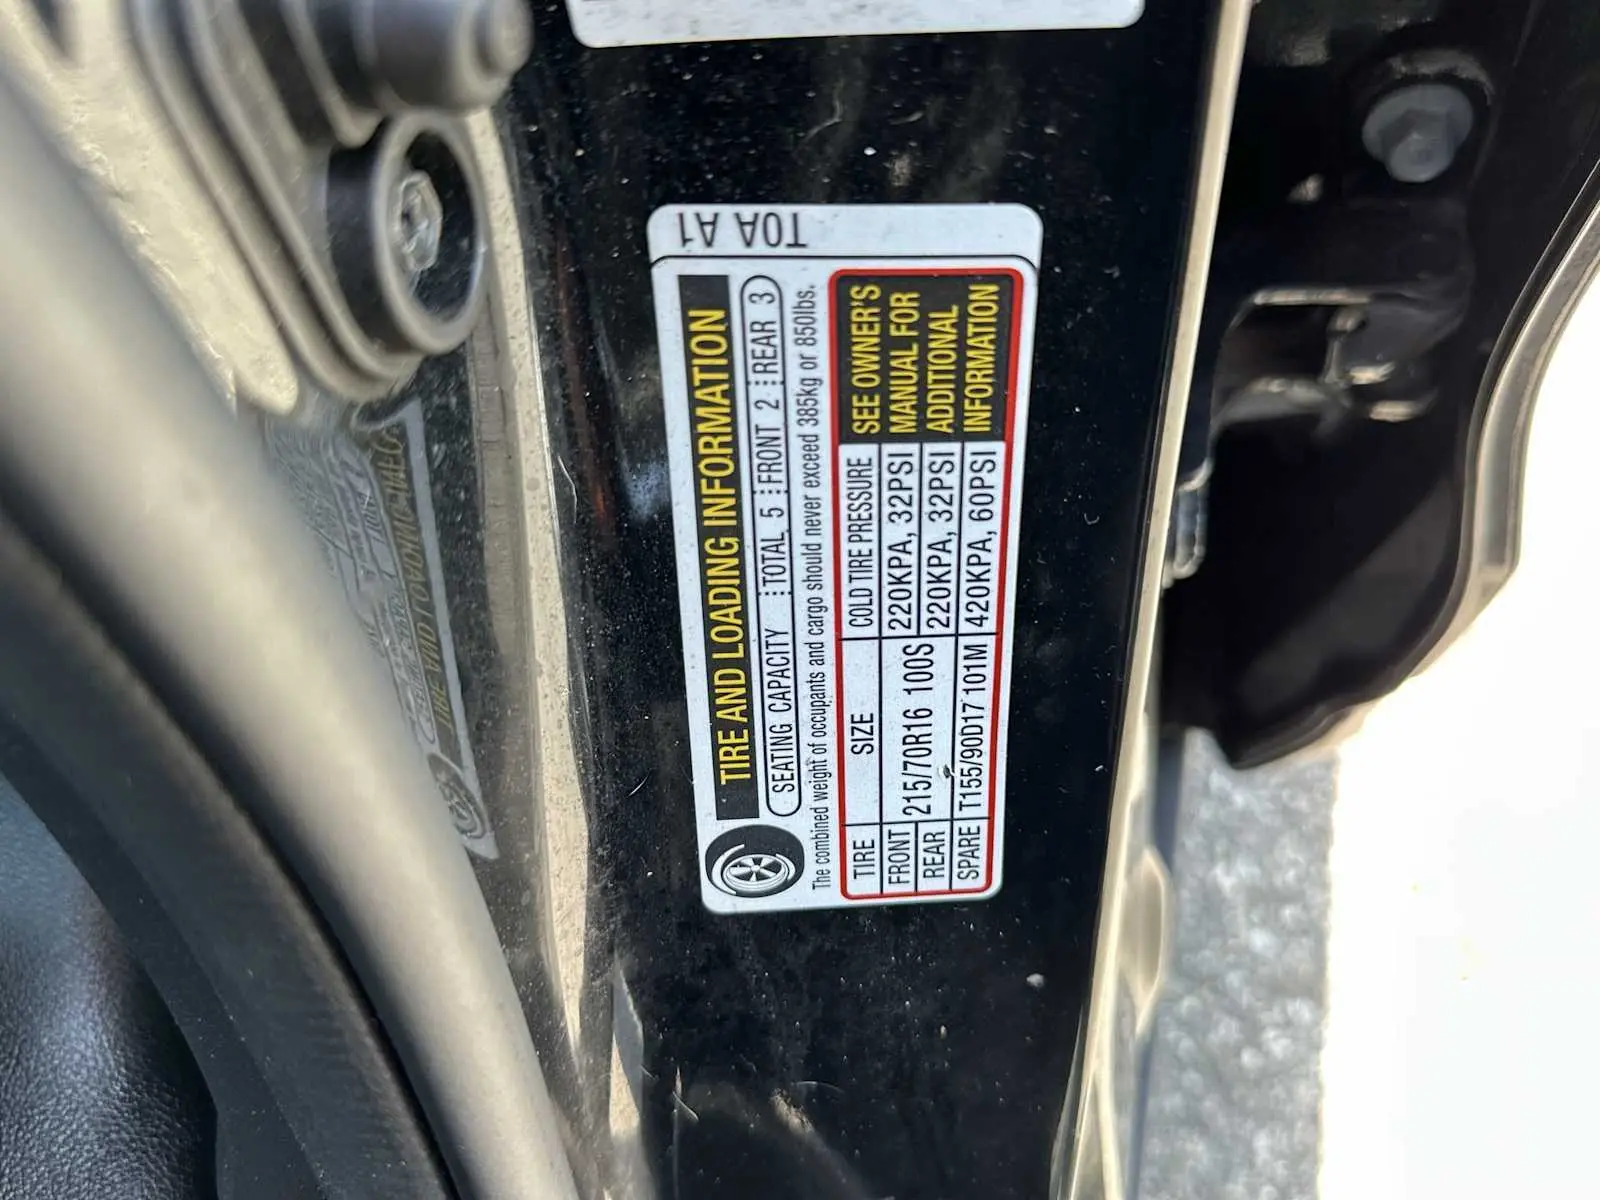 T0A A1
TIRE AND LOADING INFORMATION
SEATING CAPACITY TOTAL 5 FRONT 2 REAR 3
The combined weight of occupants and cargo should never exceed 385kg or 850lbs.
TIRE SIZE COLD TIRE PRESSURE
FRONT 215/70R16 100S 220KPA, 32PSI
REAR 220KPA, 32PSI
SPARE T155/90D17 101M 420KPA, 60PSI
SEE OWNER'S
MANUAL FOR
ADDITIONAL
INFORMATION